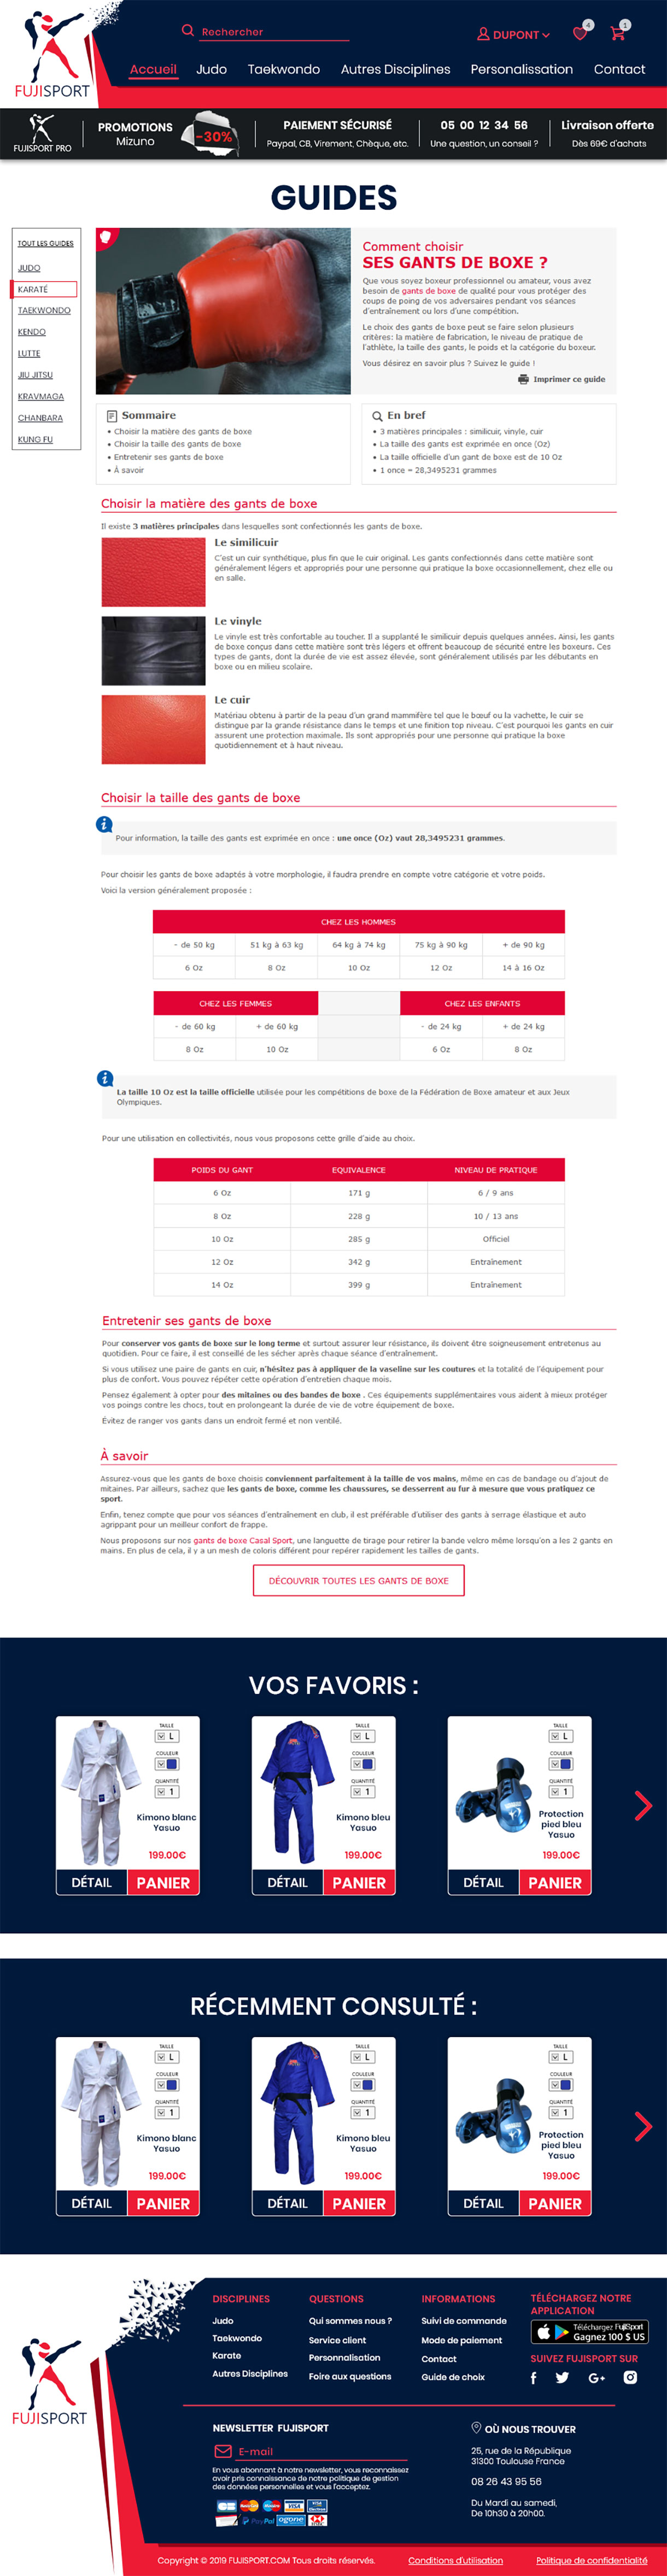 Rechercher
DUPONT
4
1
Accueil Judo Taekwondo Autres Disciplines Personalissation Contact
FUJISPORT
FUJISPORT PRO
PROMOTIONS
Mizuno
-30%
PAIEMENT SÉCURISÉ
Paypal, CB, Virement, Chèque, etc.
05 00 12 34 56
Une question, un conseil ?
Livraison offerte
Dès 69€ d'achats
GUIDES
TOUT LES GUIDES
JUDO
KARATÉ
TAEKWONDO
KENDO
LUTTE
JIU JITSU
KRAVMAGA
CHANBARA
KUNG FU
Comment choisir
SES GANTS DE BOXE ?
Que vous soyez boxeur professionnel ou amateur, vous avez
besoin de gants de boxe de qualité pour vous protéger des
coups de poing de vos adversaires pendant vos séances
d'entraînement ou lors d'une compétition.
Le choix des gants de boxe peut se faire selon plusieurs
critères: la matière de fabrication, le niveau de pratique de
l'athlète, la taille des gants, le poids et la catégorie du boxeur.
Vous désirez en savoir plus ? Suivez le guide !
Imprimer ce guide
Sommaire
• Choisir la matière des gants de boxe
• Choisir la taille des gants de boxe
• Entretenir ses gants de boxe
• À savoir
En bref
• 3 matières principales : similicuir, vinyle, cuir
• La taille des gants est exprimée en once (Oz)
• La taille officielle d'un gant de boxe est de 10 Oz
• 1 once = 28,3495231 grammes
Choisir la matière des gants de boxe
Il existe 3 matières principales dans lesquelles sont confectionnés les gants de boxe.
Le similicuir
C'est un cuir synthétique, plus fin que le cuir original. Les gants confectionnés dans cette matière sont
généralement légers et appropriés pour une personne qui pratique la boxe occasionnellement, chez elle ou
en salle.
Le vinyle
Le vinyle est très confortable au toucher. Il a supplanté le similicuir depuis quelques années. Ainsi, les gants
de boxe conçus dans cette matière sont très légers et offrent beaucoup de sécurité entre les boxeurs. Ces
types de gants, dont la durée de vie est assez élevée, sont généralement utilisés par les débutants en
boxe ou en milieu scolaire.
Le cuir
Matériau obtenu à partir de la peau d'un grand mammifère tel que le bœuf ou la vachette, le cuir se
distingue par la grande résistance dans le temps et une finition top niveau. C'est pourquoi les gants en cuir
assurent une protection maximale. Ils sont appropriés pour une personne qui pratique la boxe
quotidiennement et à haut niveau.
Choisir la taille des gants de boxe
Pour information, la taille des gants est exprimée en once : une once (Oz) vaut 28,3495231 grammes.
Pour choisir les gants de boxe adaptés à votre morphologie, il faudra prendre en compte votre catégorie et votre poids.
Voici la version généralement proposée :
CHEZ LES HOMMES
- de 50 kg 51 kg à 63 kg 64 kg à 74 kg 75 kg à 90 kg + de 90 kg
6 Oz 8 Oz 10 Oz 12 Oz 14 à 16 Oz
CHEZ LES FEMMES CHEZ LES ENFANTS
- de 60 kg + de 60 kg - de 24 kg + de 24 kg
8 Oz 10 Oz 6 Oz 8 Oz
La taille 10 Oz est la taille officielle utilisée pour les compétitions de boxe de la Fédération de Boxe amateur et aux Jeux
Olympiques.
Pour une utilisation en collectivités, nous vous proposons cette grille d'aide au choix.
POIDS DU GANT EQUIVALENCE NIVEAU DE PRATIQUE
6 Oz 171 g 6 / 9 ans
8 Oz 228 g 10 / 13 ans
10 Oz 285 g Officiel
12 Oz 342 g Entraînement
14 Oz 399 g Entraînement
Entretenir ses gants de boxe
Pour conserver vos gants de boxe sur le long terme et surtout assurer leur résistance, ils doivent être soigneusement entretenus au
quotidien. Pour ce faire, il est conseillé de les sécher après chaque séance d'entraînement.
Si vous utilisez une paire de gants en cuir, n'hésitez pas à appliquer de la vaseline sur les coutures et la totalité de l'équipement pour
plus de confort. Vous pouvez répéter cette opération d'entretien chaque mois.
Pensez également à opter pour des mitaines ou des bandes de boxe . Ces équipements supplémentaires vous aident à mieux protéger
vos poings contre les chocs, tout en prolongeant la durée de vie de votre équipement de boxe.
Évitez de ranger vos gants dans un endroit fermé et non ventilé.
À savoir
Assurez-vous que les gants de boxe choisis conviennent parfaitement à la taille de vos mains, même en cas de bandage ou d'ajout de
mitaines. Par ailleurs, sachez que les gants de boxe, comme les chaussures, se desserrent au fur à mesure que vous pratiquez ce
sport.
Enfin, tenez compte que pour vos séances d'entraînement en club, il est préférable d'utiliser des gants à serrage élastique et auto
agrippant pour un meilleur confort de frappe.
Nous proposons sur nos gants de boxe Casal Sport, une languette de tirage pour retirer la bande velcro même lorsqu'on a les 2 gants en
mains. En plus de cela, il y a un mesh de coloris différent pour repérer rapidement les tailles de gants.
DÉCOUVRIR TOUTES LES GANTS DE BOXE
VOS FAVORIS :
TAILLE
L
COULEUR
QUANTITÉ
1
Kimono blanc
Yasuo
199.00€
DÉTAIL PANIER
TAILLE
L
COULEUR
QUANTITÉ
1
Kimono bleu
Yasuo
199.00€
DÉTAIL PANIER
TAILLE
L
COULEUR
QUANTITÉ
1
Protection
pied bleu
Yasuo
199.00€
DÉTAIL PANIER
RÉCEMMENT CONSULTÉ :
TAILLE
L
COULEUR
QUANTITÉ
1
Kimono blanc
Yasuo
199.00€
DÉTAIL PANIER
TAILLE
L
COULEUR
QUANTITÉ
1
Kimono bleu
Yasuo
199.00€
DÉTAIL PANIER
TAILLE
L
COULEUR
QUANTITÉ
1
Protection
pied bleu
Yasuo
199.00€
DÉTAIL PANIER
FUJISPORT
DISCIPLINES
Judo
Taekwondo
Karate
Autres Disciplines
QUESTIONS
Qui sommes nous ?
Service client
Personnalisation
Foire aux questions
INFORMATIONS
Suivi de commande
Mode de paiement
Contact
Guide de choix
TÉLÉCHARGEZ NOTRE
APPLICATION
Téléchargez FujiSport
Gagnez 100 $ US
SUIVEZ FUJISPORT SUR
NEWSLETTER FUJISPORT
E-mail
En vous abonnant à notre newsletter, vous reconnaissez
avoir pris connaissance de notre politique de gestion
des données personnelles et vous l'acceptez.
VISA
PayPal ogone
OÙ NOUS TROUVER
25, rue de la République
31300 Toulouse France
08 26 43 95 56
Du Mardi au samedi,
De 10h30 à 20h00.
Copyright © 2019 FUJISPORT.COM Tous droits réservés. Conditions d'utilisation Politique de confidentialité